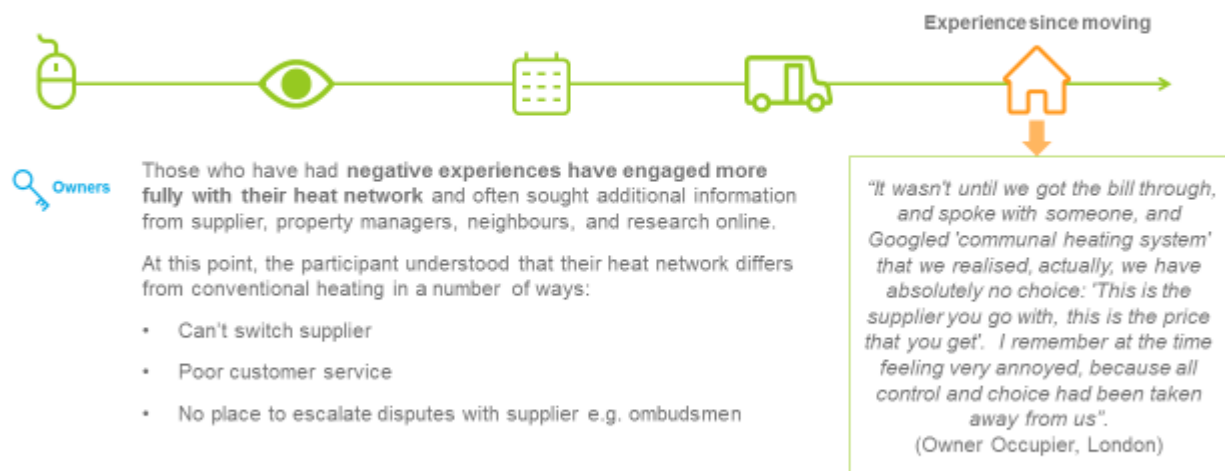 Experience since moving
Owners
Those who have had negative experiences have engaged more
fully with their heat network and often sought additional information
from supplier, property managers, neighbours, and research online.
At this point, the participant understood that their heat network differs
from conventional heating in a number of ways:
• Can't switch supplier
• Poor customer service
• No place to escalate disputes with supplier e.g. ombudsmen
“It wasn't until we got the bill through,
and spoke with someone, and
Googled 'communal heating system'
that we realised, actually, we have
absolutely no choice: 'This is the
supplier you go with, this is the price
that you get'. I remember at the time
feeling very annoyed, because all
control and choice had been taken
away from us”.
(Owner Occupier, London)